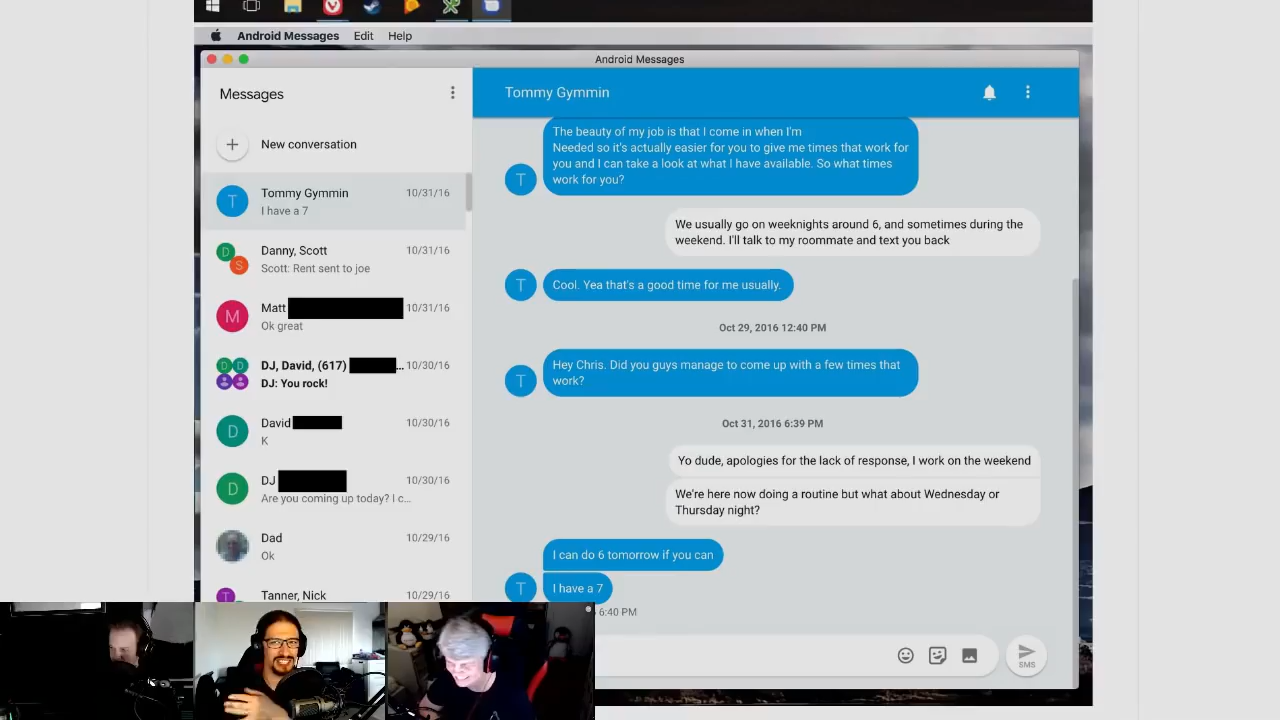 Android Messages Edit Help
Android Messages
Messages
New conversation
Tommy Gymmin 10/31/16
I have a 7
Danny, Scott 10/31/16
Scott: Rent sent to joe
Matt 10/31/16
Ok great
DJ, David, (617) ... 10/30/16
DJ: You rock!
David 10/30/16
K
DJ 10/30/16
Are you coming up today? I c...
Dad 10/29/16
Ok
Tanner, Nick 10/29/16
Tommy Gymmin
The beauty of my job is that I come in when I'm
Needed so it's actually easier for you to give me times that work for
you and I can take a look at what I have available. So what times
work for you?
We usually go on weeknights around 6, and sometimes during the
weekend. I'll talk to my roommate and text you back
Cool. Yea that's a good time for me usually.
Oct 29, 2016 12:40 PM
Hey Chris. Did you guys manage to come up with a few times that
work?
Oct 31, 2016 6:39 PM
Yo dude, apologies for the lack of response, I work on the weekend
We're here now doing a routine but what about Wednesday or
Thursday night?
I can do 6 tomorrow if you can
I have a 7
6:40 PM
SMS